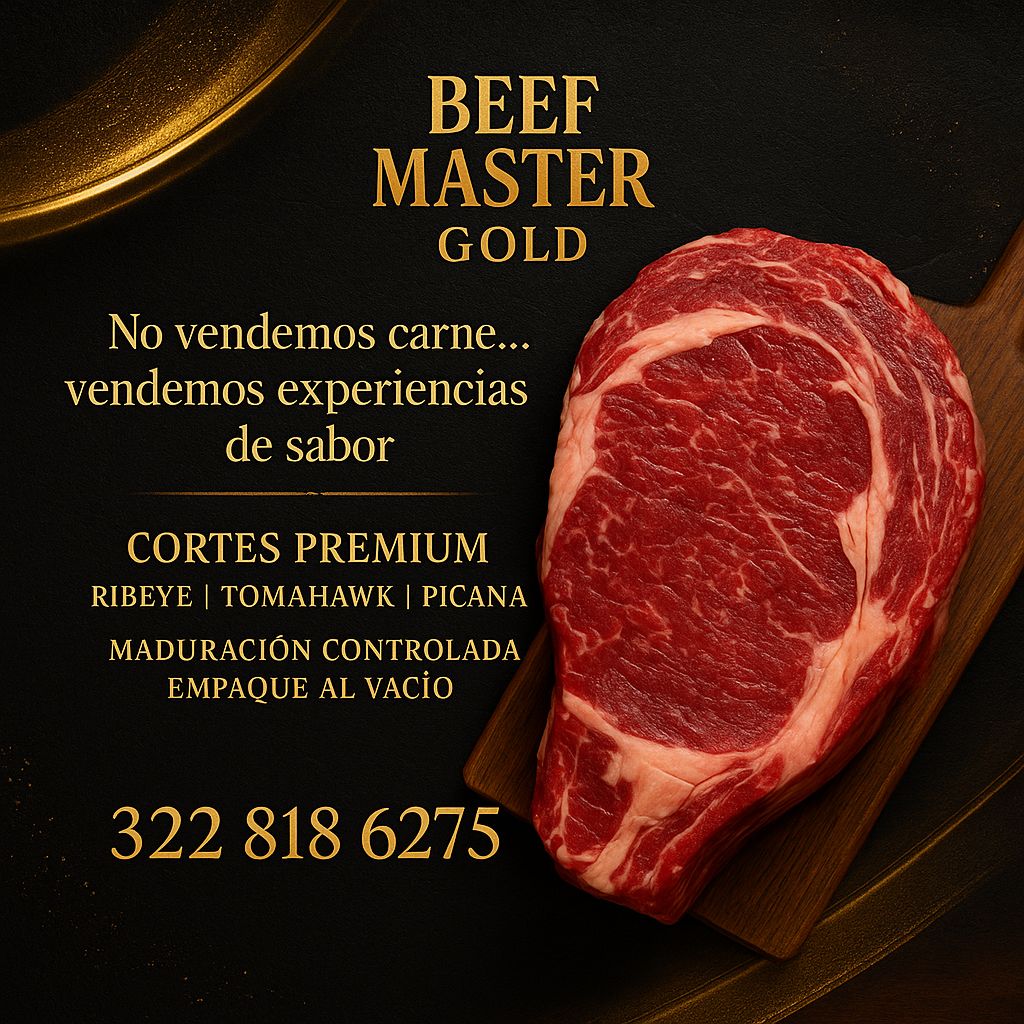 BEEF
MASTER
GOLD
No vendemos carne...
vendemos experiencias
de sabor
CORTES PREMIUM
RIBEYE | TOMAHAWK | PICANA
MADURACIÓN CONTROLADA
EMPAQUE AL VACÍO
322 818 6275